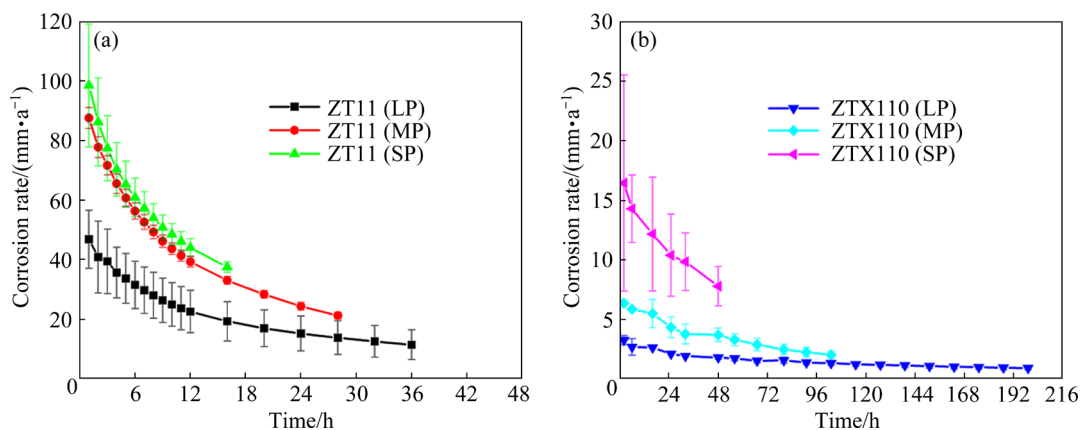 120
100
80
60
40
20
0
(a)
ZT11 (LP)
ZT11 (MP)
ZT11 (SP)
6 12 18 24 30 36 42 48
Time/h
Corrosion rate/(mm•a⁻¹)
30
25
20
15
10
5
0
(b)
ZTX110 (LP)
ZTX110 (MP)
ZTX110 (SP)
24 48 72 96 120 144 168 192 216
Time/h
Corrosion rate/(mm•a⁻¹)